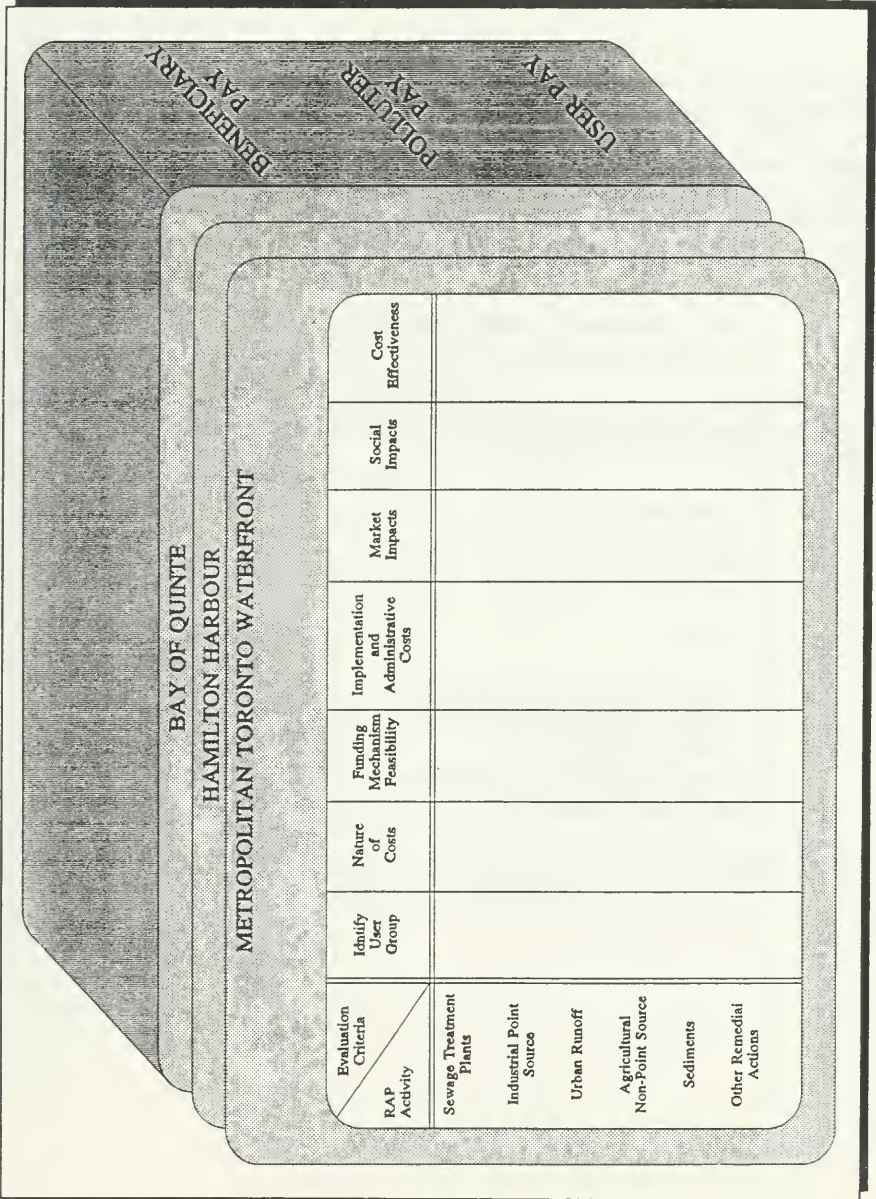 BENEFICIARY
PAY
POLLUTER
PAY
USER PAY
BAY OF QUINTE
HAMILTON HARBOUR
METROPOLITAN TORONTO WATERFRONT
Evaluation
Criteria
RAP
Activity
Idntify
User
Group
Nature
of
Costs
Funding
Mechanism
Feasibility
Implementation
and
Administrative
Costs
Market
Impacts
Social
Impacts
Cost
Effectiveness
Sewage Treatment
Plants
Industrial Point
Source
Urban Runoff
Agricultural
Non-Point Source
Sediments
Other Remedial
Actions